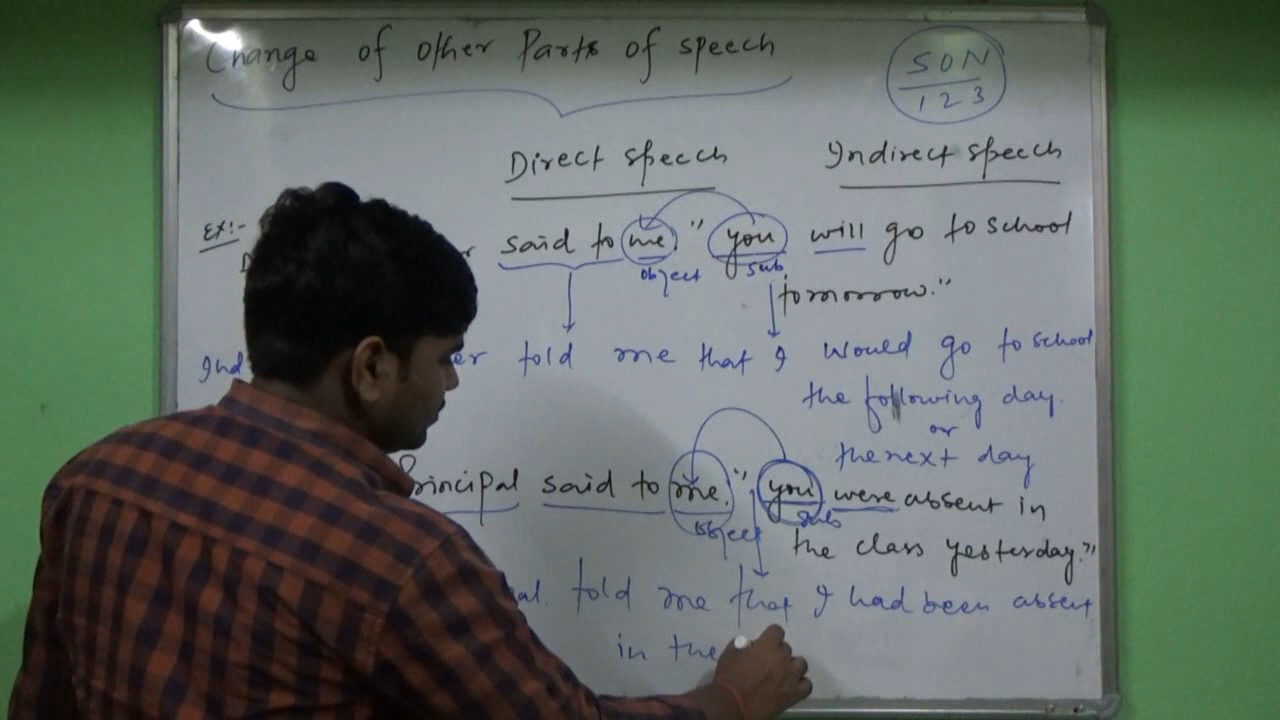 Change of other Parts of speech
SON
1 2 3
Direct speech
Indirect speech
Ex:-
said to me." you will go to school
object sub
tomorrow."
told me that I would go to school
the following day.
or
the next day
Principal said to me." you were absent in
object sub
the class yesterday."
told me that I had been absent
in the